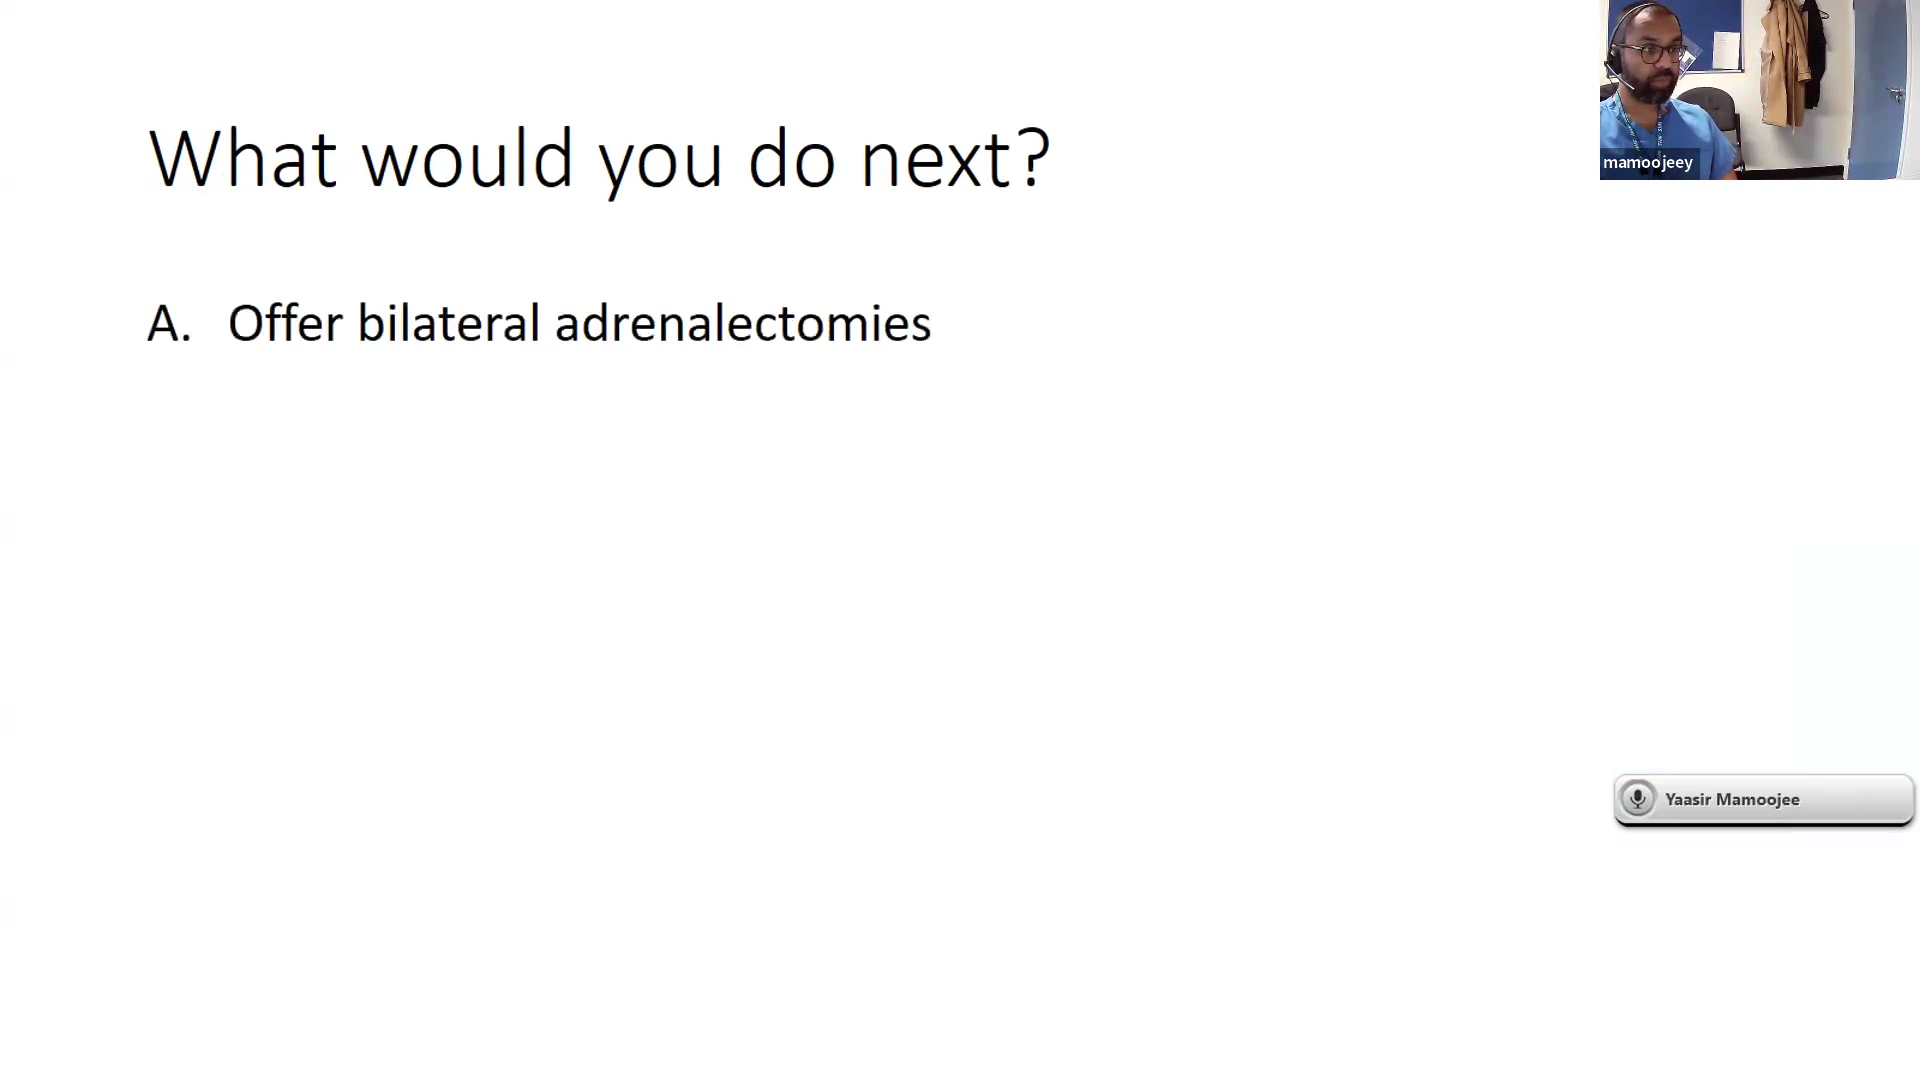 What would you do next?
A. Offer bilateral adrenalectomies
mamoojeey
Yaasir Mamoojee